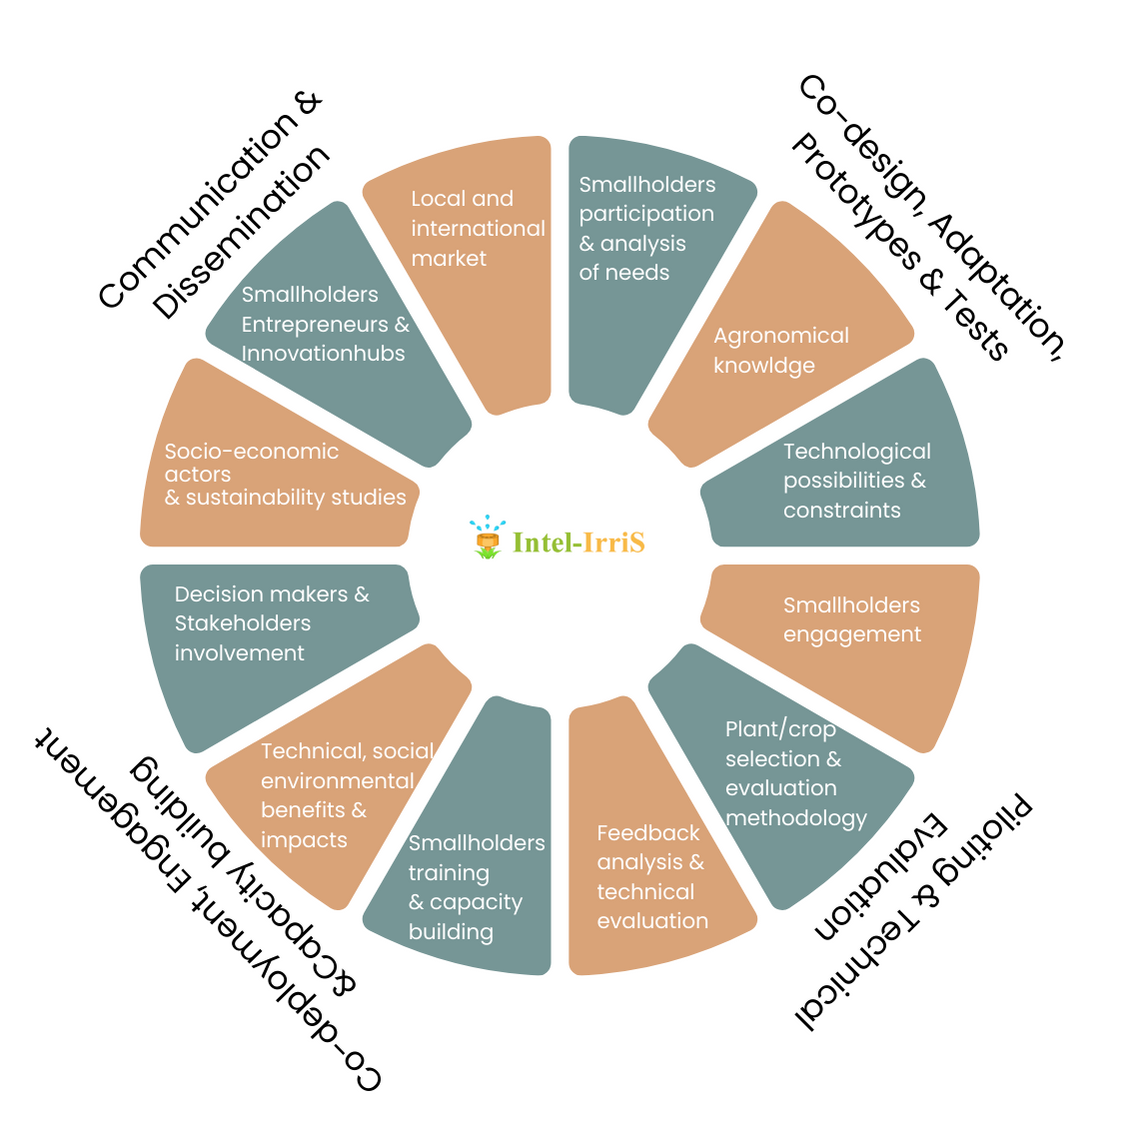 Communication &
Dissemination
Co-design, Adaptation,
Prototypes & Tests
Local and
international
market
Smallholders
participation
& analysis
of needs
Smallholders
Entrepreneurs &
Innovationhubs
Agronomical
knowldge
Socio-economic
actors
& sustainability studies
Technological
possibilities &
constraints
Intel-IrriS
Decision makers &
Stakeholders
involvement
Smallholders
engagement
Technical, social
environmental
benefits &
impacts
Plant/crop
selection &
evaluation
methodology
Smallholders
training
& capacity
building
Feedback
analysis &
technical
evaluation
Co-deployment, Engagement
&Capacity building
Piloting & Technical
Evaluation